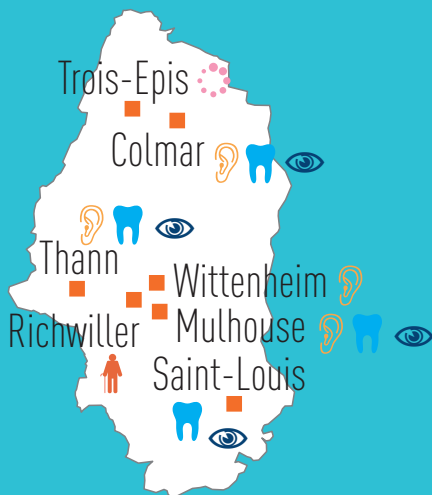 Trois-Epis
Colmar
Thann
Wittenheim
Richwiller
Mulhouse
Saint-Louis